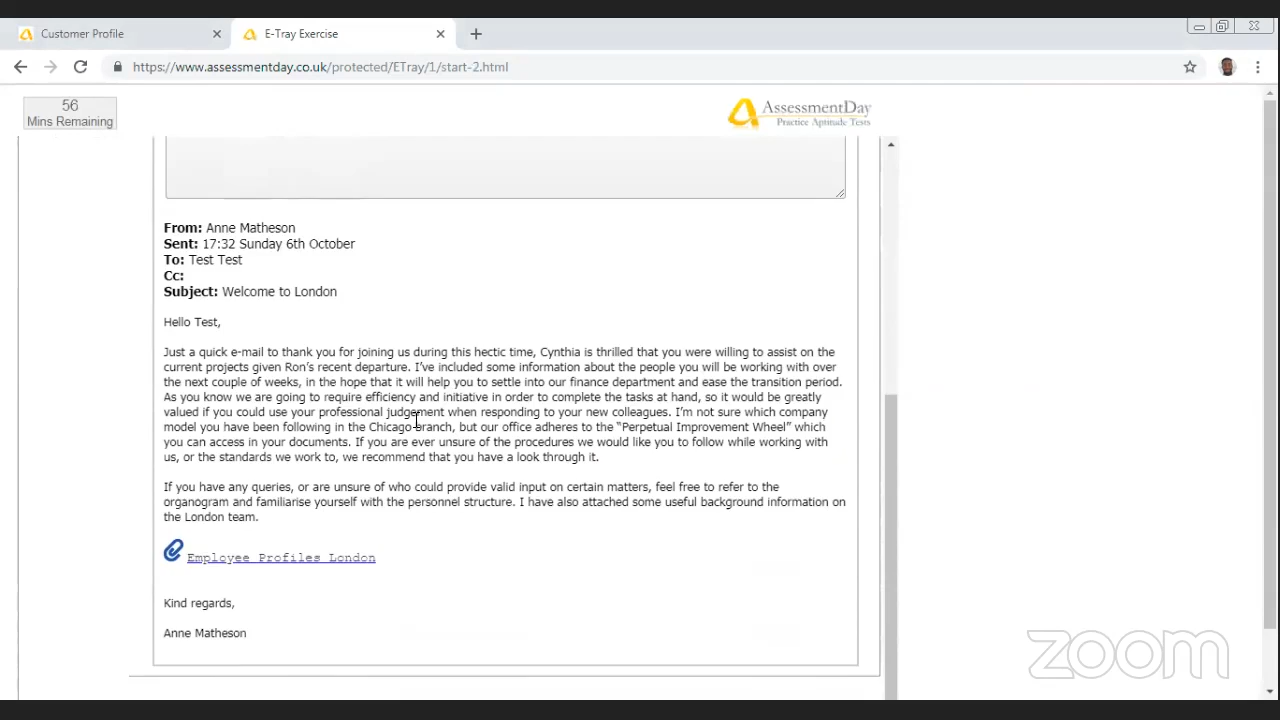 Customer Profile
E-Tray Exercise
https://www.assessmentday.co.uk/protected/ETray/1/start-2.html
56
Mins Remaining
AssessmentDay
Practice Aptitude Tests
From: Anne Matheson
Sent: 17:32 Sunday 6th October
To: Test Test
Cc:
Subject: Welcome to London
Hello Test,
Just a quick e-mail to thank you for joining us during this hectic time, Cynthia is thrilled that you were willing to assist on the
current projects given Ron's recent departure. I've included some information about the people you will be working with over
the next couple of weeks, in the hope that it will help you to settle into our finance department and ease the transition period.
As you know we are going to require efficiency and initiative in order to complete the tasks at hand, so it would be greatly
valued if you could use your professional judgement when responding to your new colleagues. I'm not sure which company
model you have been following in the Chicago branch, but our office adheres to the "Perpetual Improvement Wheel" which
you can access in your documents. If you are ever unsure of the procedures we would like you to follow while working with
us, or the standards we work to, we recommend that you have a look through it.
If you have any queries, or are unsure of who could provide valid input on certain matters, feel free to refer to the
organogram and familiarise yourself with the personnel structure. I have also attached some useful background information on
the London team.
Employee Profiles London
Kind regards,
Anne Matheson
zoom